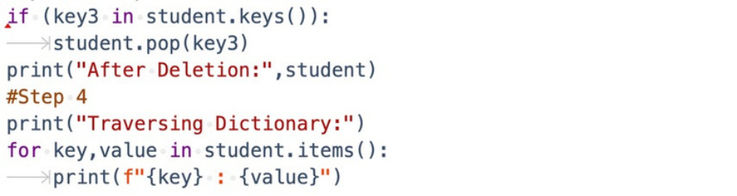 if (key3 in student.keys()):
student.pop(key3)
print("After Deletion:",student)
#Step 4
print("Traversing Dictionary:")
for key,value in student.items():
print(f"{key} : {value}")